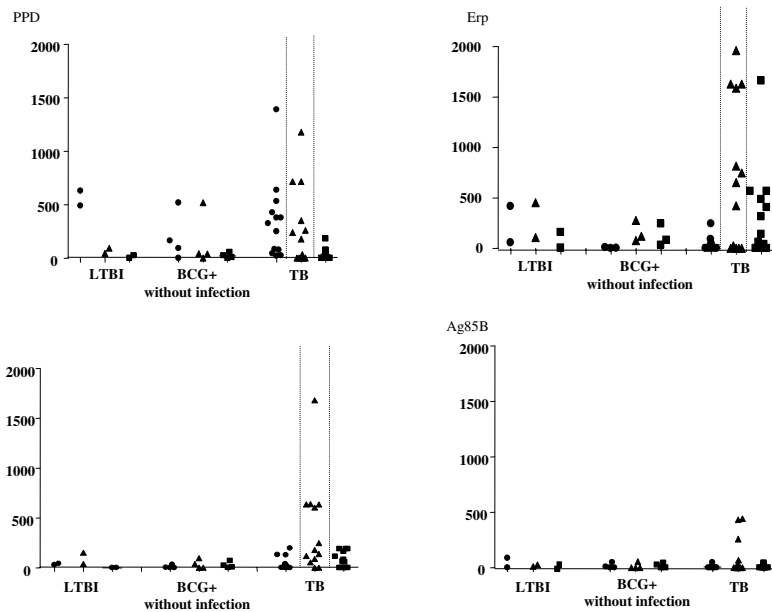 PPD
2000
1500
1000
500
0
LTBI BCG+ TB
without infection
Erp
2000
1500
1000
500
0
LTBI BCG+ TB
without infection
2000
1500
1000
500
0
LTBI BCG+ TB
without infection
Ag85B
2000
1500
1000
500
0
LTBI BCG+ TB
without infection